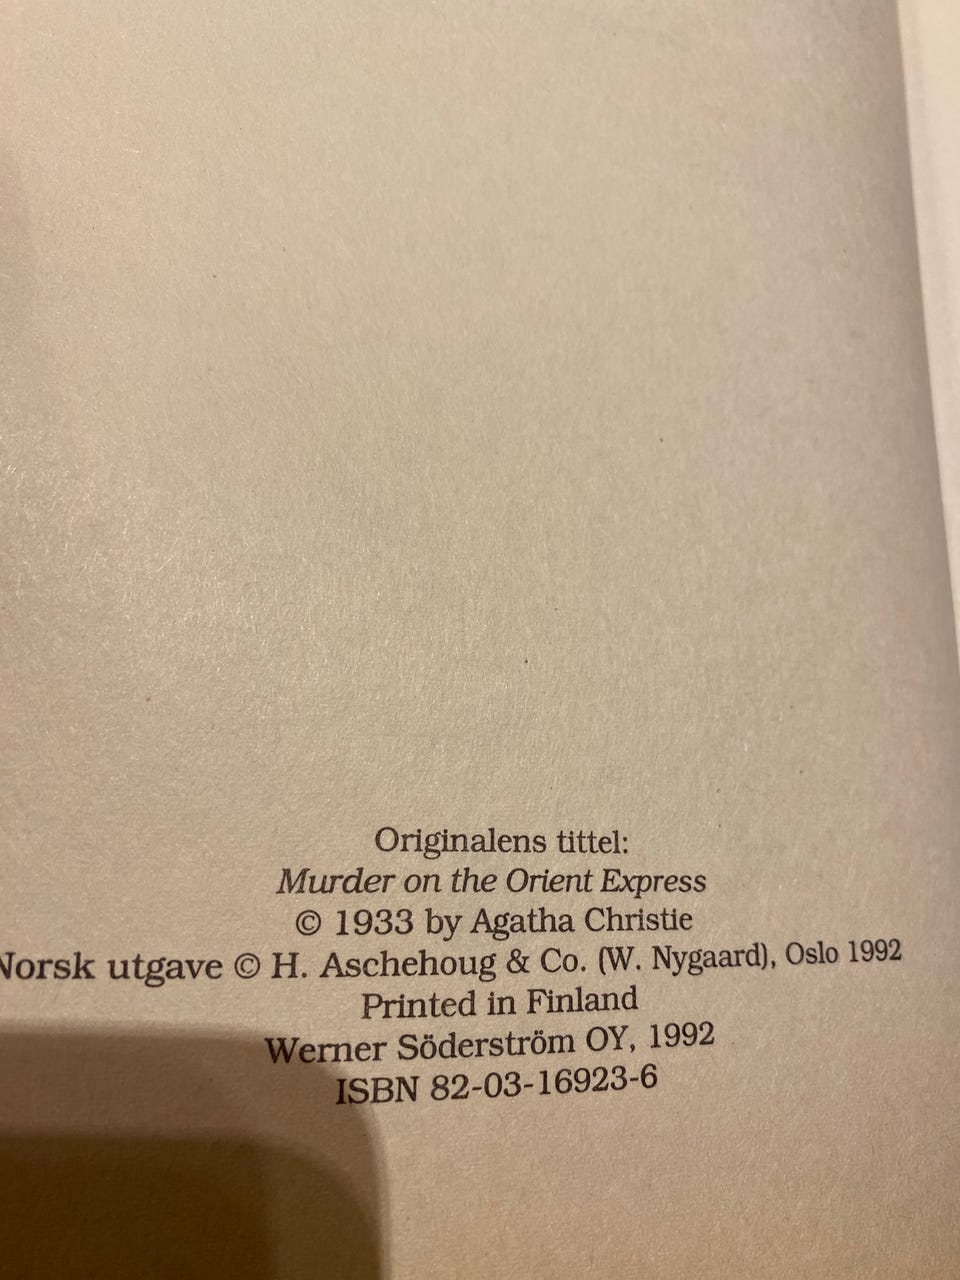 Originalens tittel:
Murder on the Orient Express
© 1933 by Agatha Christie
Norsk utgave © H. Aschehoug & Co. (W. Nygaard), Oslo 1992
Printed in Finland
Werner Söderström OY, 1992
ISBN 82-03-16923-6